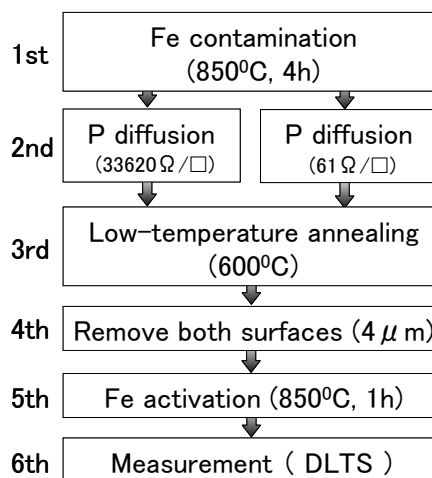 1st
Fe contamination
(850⁰C, 4h)
2nd
P diffusion
(33620Ω/□)
P diffusion
(61Ω/□)
3rd
Low-temperature annealing
(600⁰C)
4th
Remove both surfaces (4μm)
5th
Fe activation (850⁰C, 1h)
6th
Measurement ( DLTS )